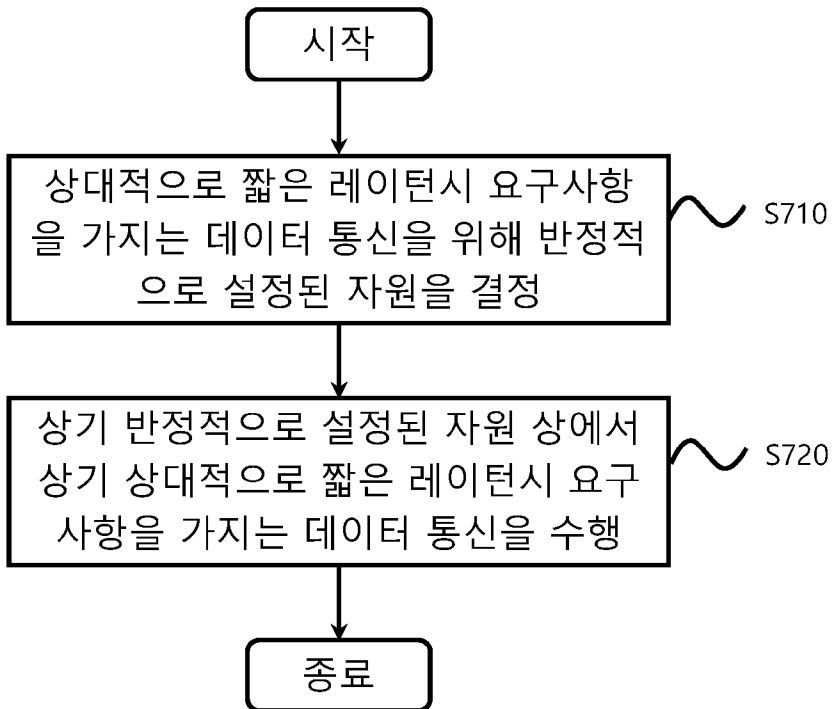 시작
상대적으로 짧은 레이턴시 요구사항
을 가지는 데이터 통신을 위해 반정적
으로 설정된 자원을 결정
S710
상기 반정적으로 설정된 자원 상에서
상기 상대적으로 짧은 레이턴시 요구
사항을 가지는 데이터 통신을 수행
S720
종료